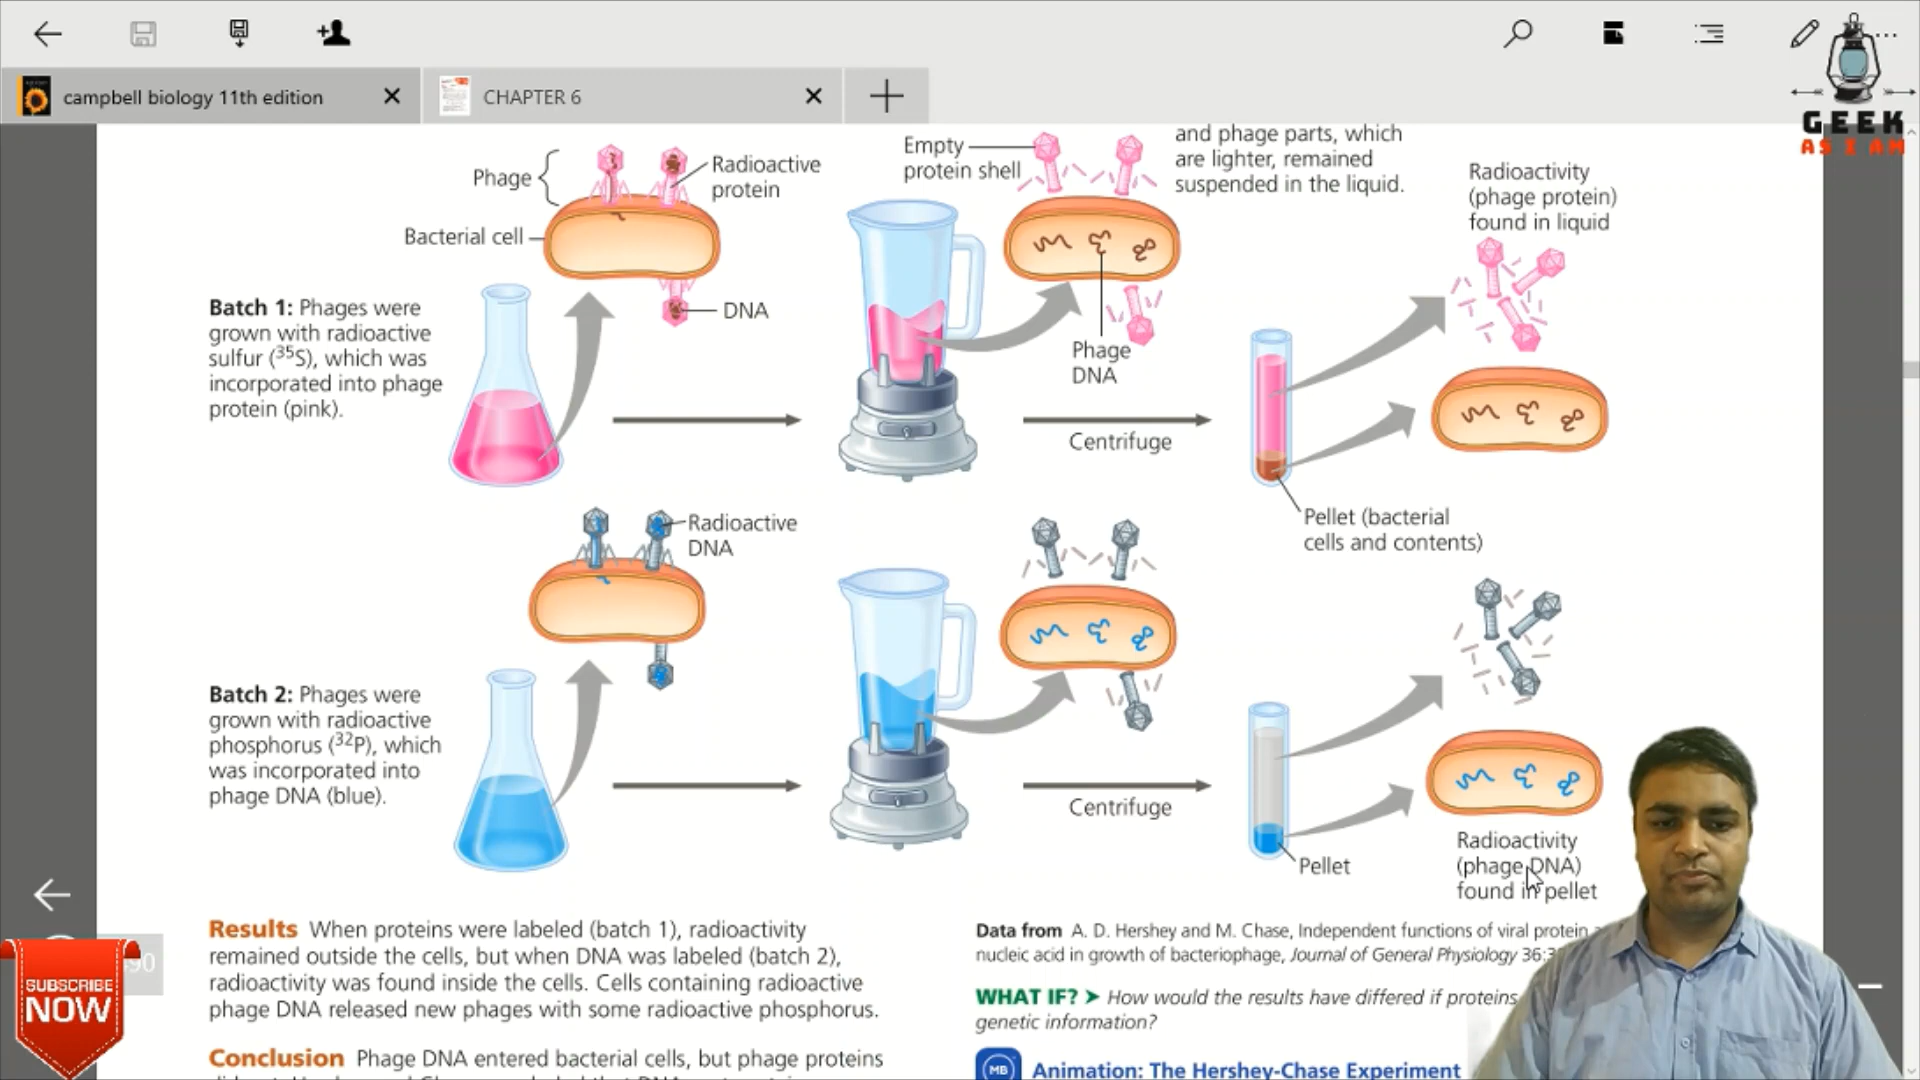 campbell biology 11th edition
CHAPTER 6
GEEK
AS I AM
Phage
Radioactive
protein
Bacterial cell
DNA
Empty
protein shell
and phage parts, which
are lighter, remained
suspended in the liquid.
Radioactivity
(phage protein)
found in liquid
Batch 1: Phages were
grown with radioactive
sulfur (35S), which was
incorporated into phage
protein (pink).
Phage
DNA
Centrifuge
Pellet (bacterial
cells and contents)
Radioactive
DNA
Batch 2: Phages were
grown with radioactive
phosphorus (32P), which
was incorporated into
phage DNA (blue).
Centrifuge
Pellet
Radioactivity
(phage DNA)
found in pellet
Results When proteins were labeled (batch 1), radioactivity
remained outside the cells, but when DNA was labeled (batch 2),
radioactivity was found inside the cells. Cells containing radioactive
phage DNA released new phages with some radioactive phosphorus.
Conclusion Phage DNA entered bacterial cells, but phage proteins
Data from A. D. Hershey and M. Chase, Independent functions of viral protein
nucleic acid in growth of bacteriophage, Journal of General Physiology 36:3
WHAT IF? ➤ How would the results have differed if proteins
genetic information?
MB
Animation: The Hershey-Chase Experiment
SUBSCRIBE
NOW